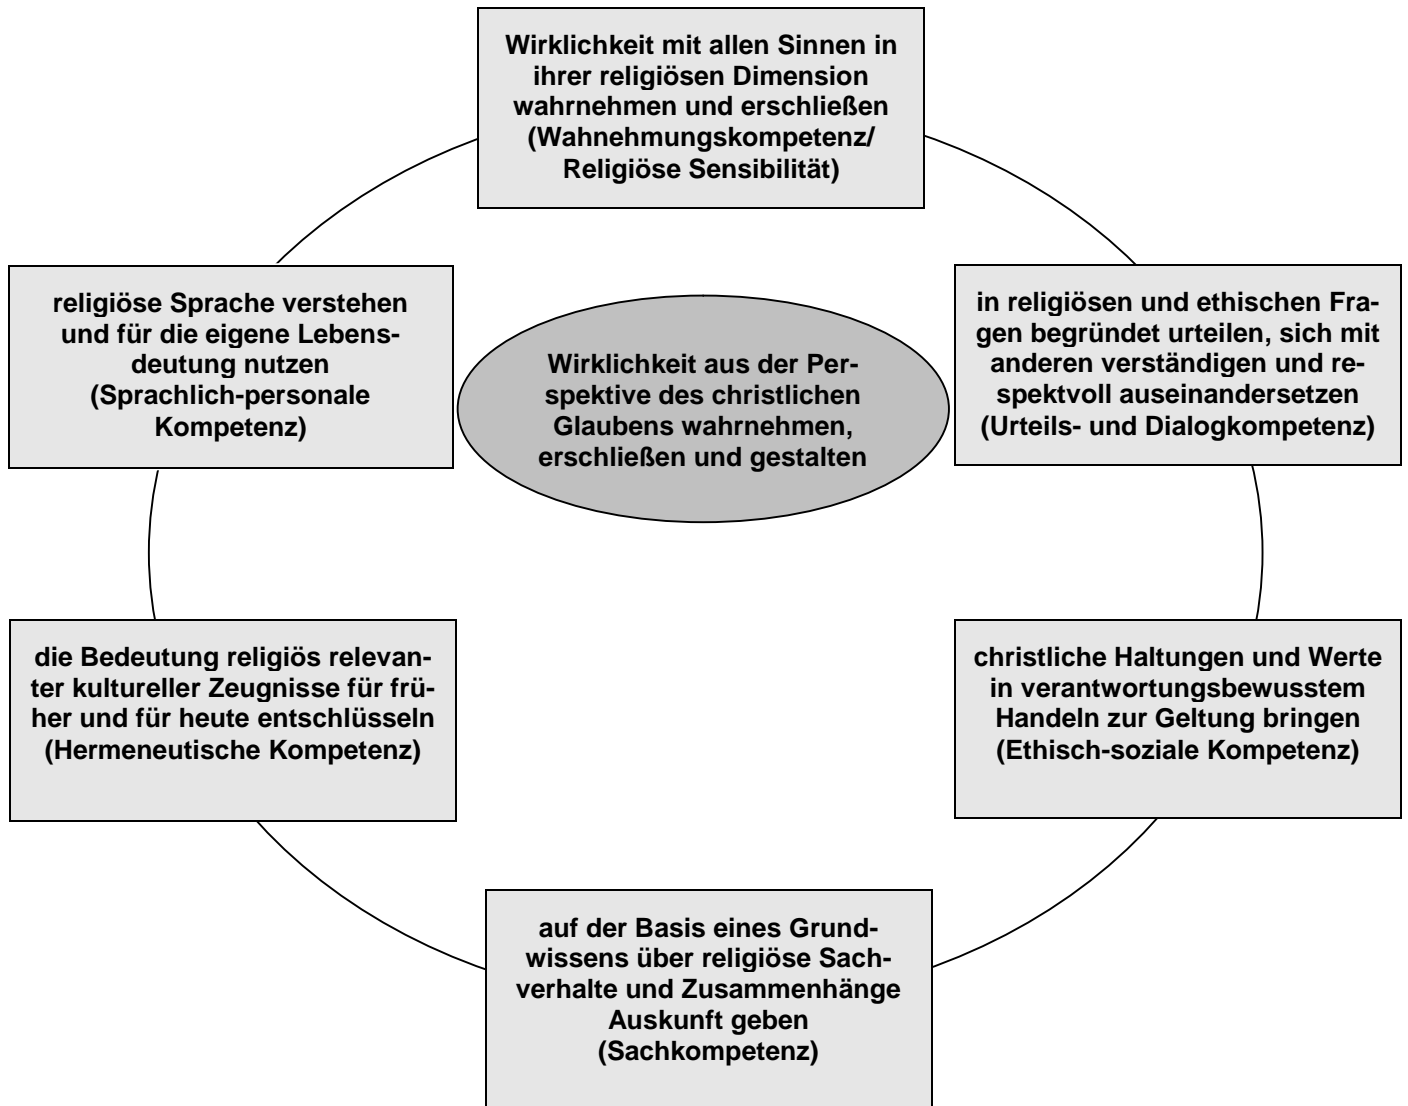 Wirklichkeit mit allen Sinnen in
ihrer religiösen Dimension
wahrnehmen und erschließen
(Wahnehmungskompetenz/
Religiöse Sensibilität)
religiöse Sprache verstehen
und für die eigene Lebens-
deutung nutzen
(Sprachlich-personale
Kompetenz)
Wirklichkeit aus der Per-
spektive des christlichen
Glaubens wahrnehmen,
erschließen und gestalten
in religiösen und ethischen Fra-
gen begründet urteilen, sich mit
anderen verständigen und re-
spektvoll auseinandersetzen
(Urteils- und Dialogkompetenz)
die Bedeutung religiös relevan-
ter kultureller Zeugnisse für frü-
her und für heute entschlüsseln
(Hermeneutische Kompetenz)
christliche Haltungen und Werte
in verantwortungsbewusstem
Handeln zur Geltung bringen
(Ethisch-soziale Kompetenz)
auf der Basis eines Grund-
wissens über religiöse Sach-
verhalte und Zusammenhänge
Auskunft geben
(Sachkompetenz)